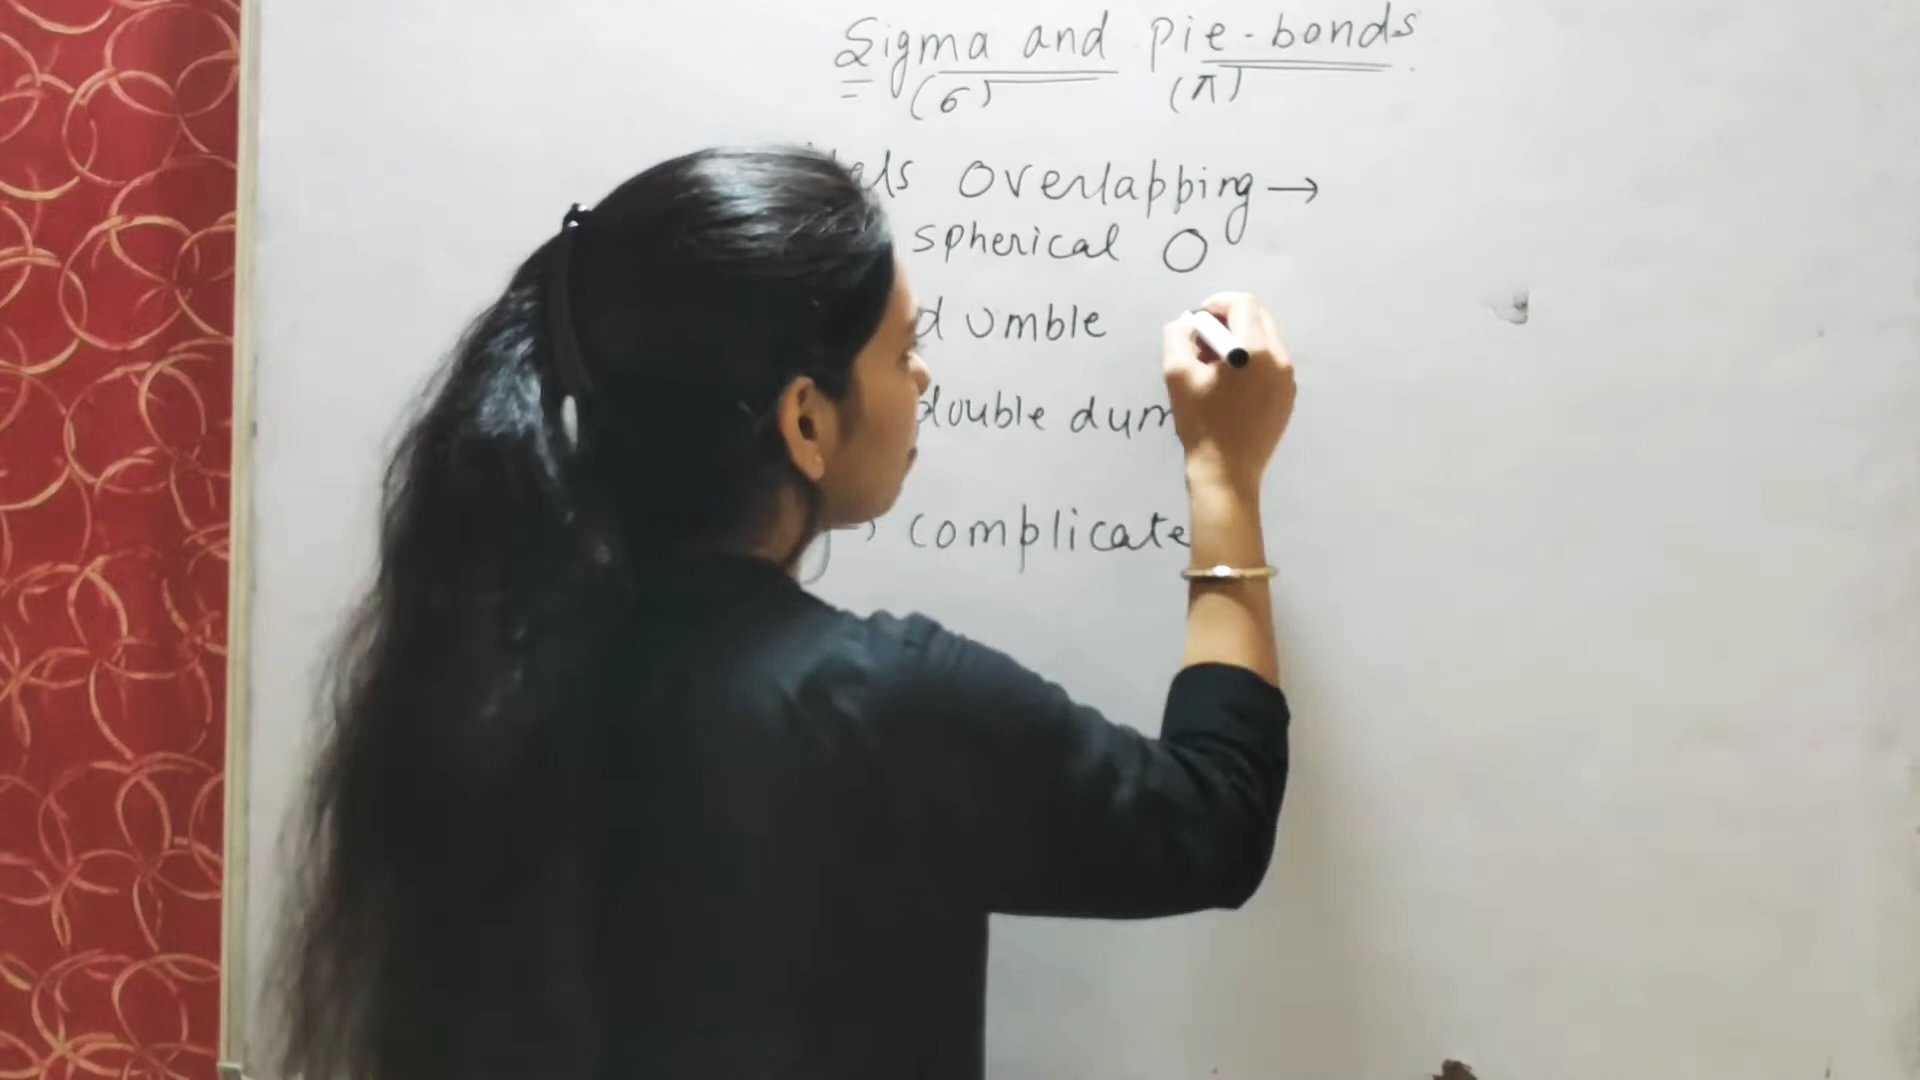 Sigma and pie-bonds
(σ) (π)
overlapping →
spherical
dumble
double dum
complicate